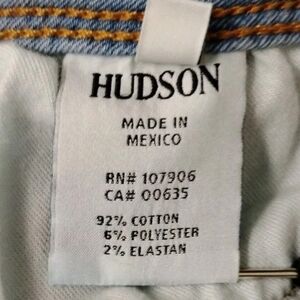 HUDSON
MADE IN
MEXICO
RN# 107906
CA# 00635
92% COTTON
6% POLYESTER
2% ELASTAN